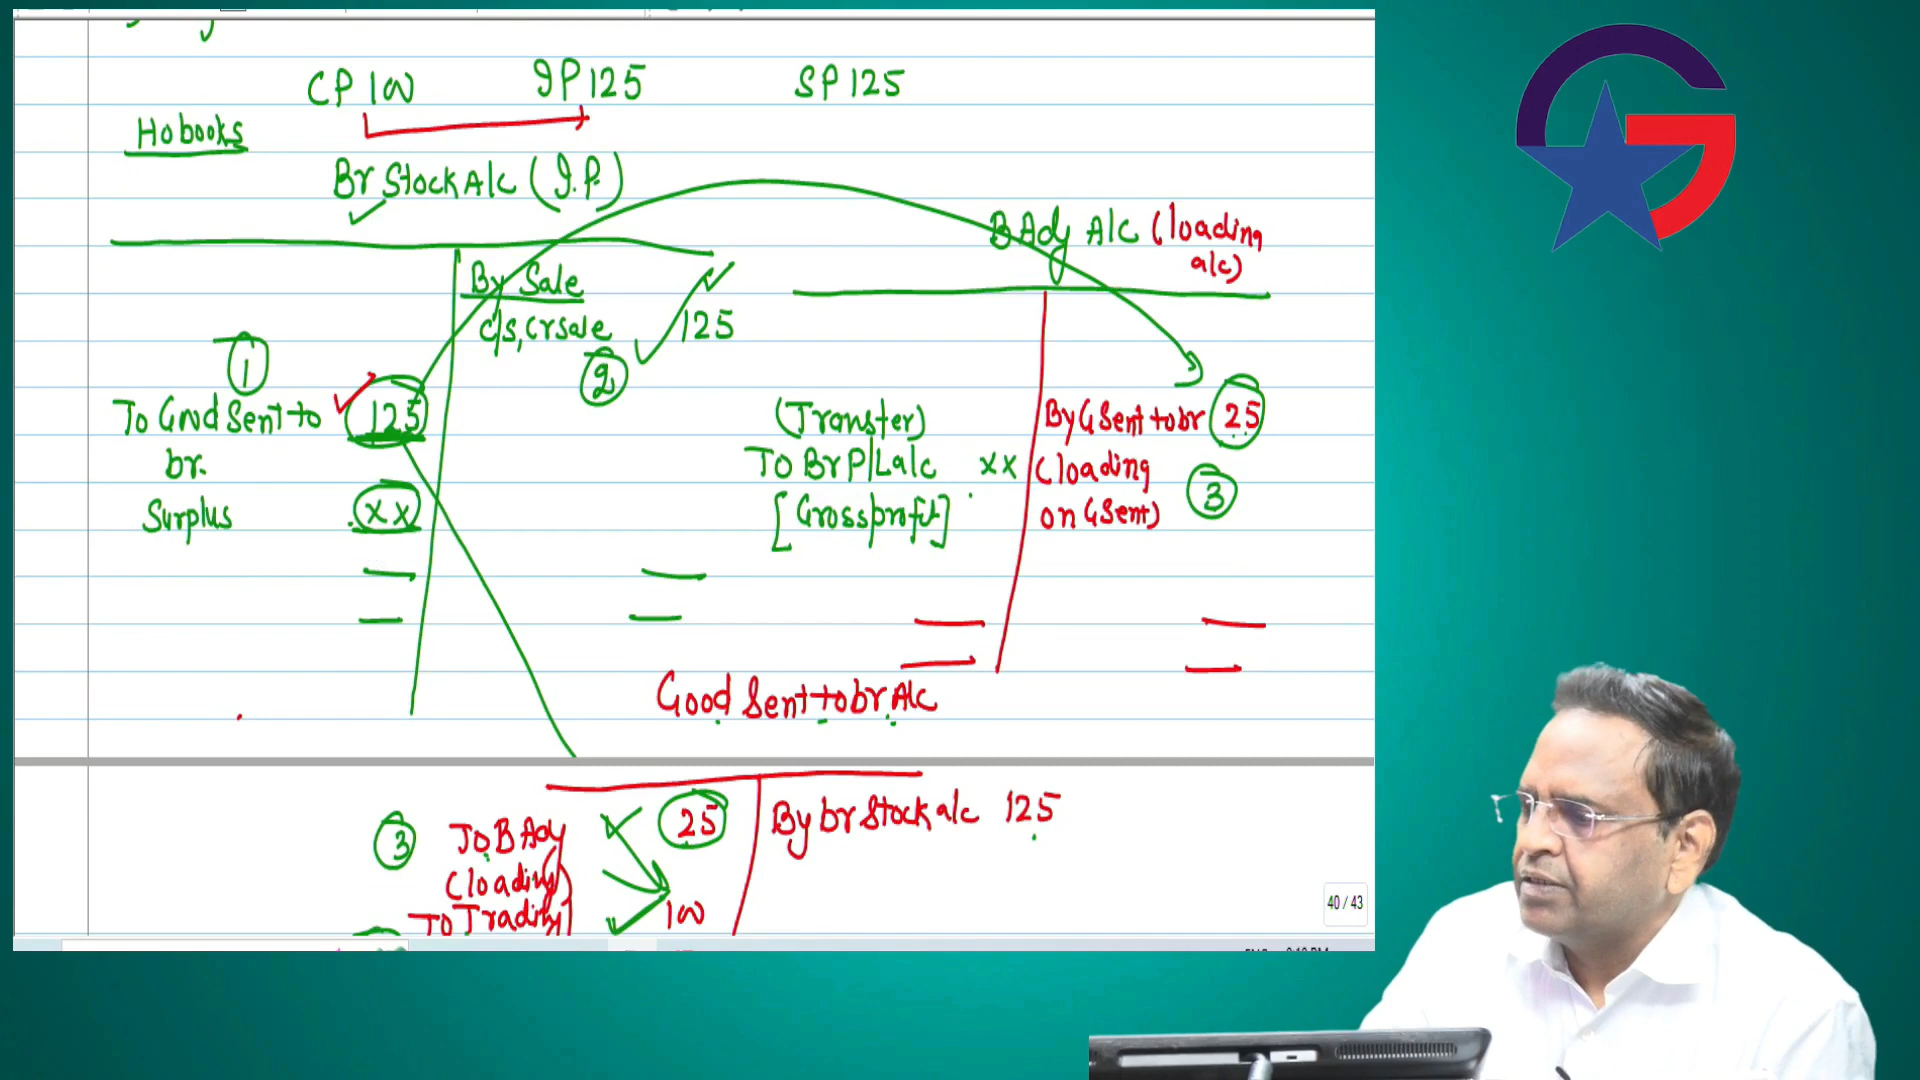 CP 100 IP 125 SP 125
Ho books
Br Stock A/c (I.P.)
B Adj A/c (loading a/c)
By Sale
c/s, Cr sale 125
1 2
To Good Sent to br. 125
Surplus xx
(Transfer)
To Br P/L a/c xx
[Gross profit]
By G Sent to br 25
(loading
on G Sent) 3
Good Sent to br A/c
3 To B Adj 25 By br Stock a/c 125
(loading)
To Trading 100
40 / 43